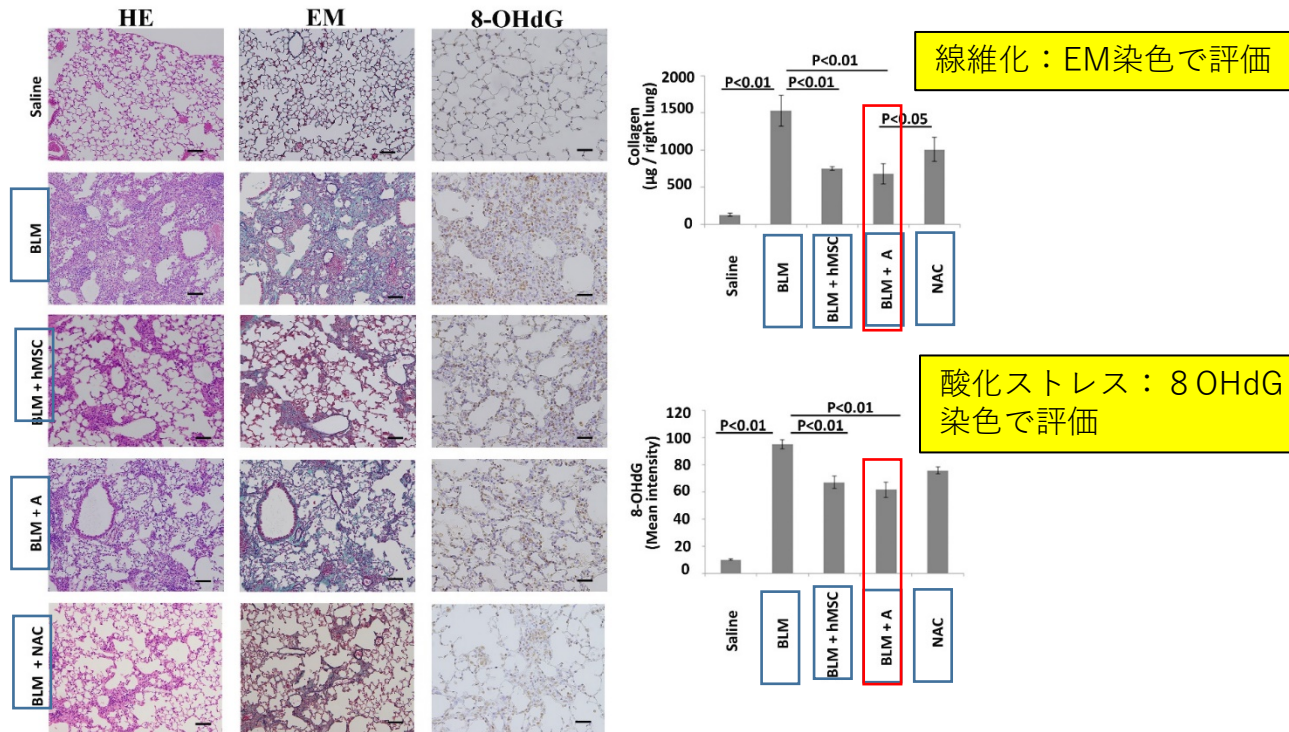 HE
EM
8-OHdG
Saline
BLM
BLM + hMSC
BLM + A
BLM + NAC
線維化：EM染色で評価
P<0.01
P<0.01
P<0.01
P<0.05
Collagen
(µg / right lung)
2000
1500
1000
500
0
Saline
BLM
BLM + hMSC
BLM + A
NAC
酸化ストレス：８OHdG
染色で評価
P<0.01
P<0.01
P<0.01
8-OHdG
(Mean intensity)
120
100
80
60
40
20
0
Saline
BLM
BLM + hMSC
BLM + A
NAC